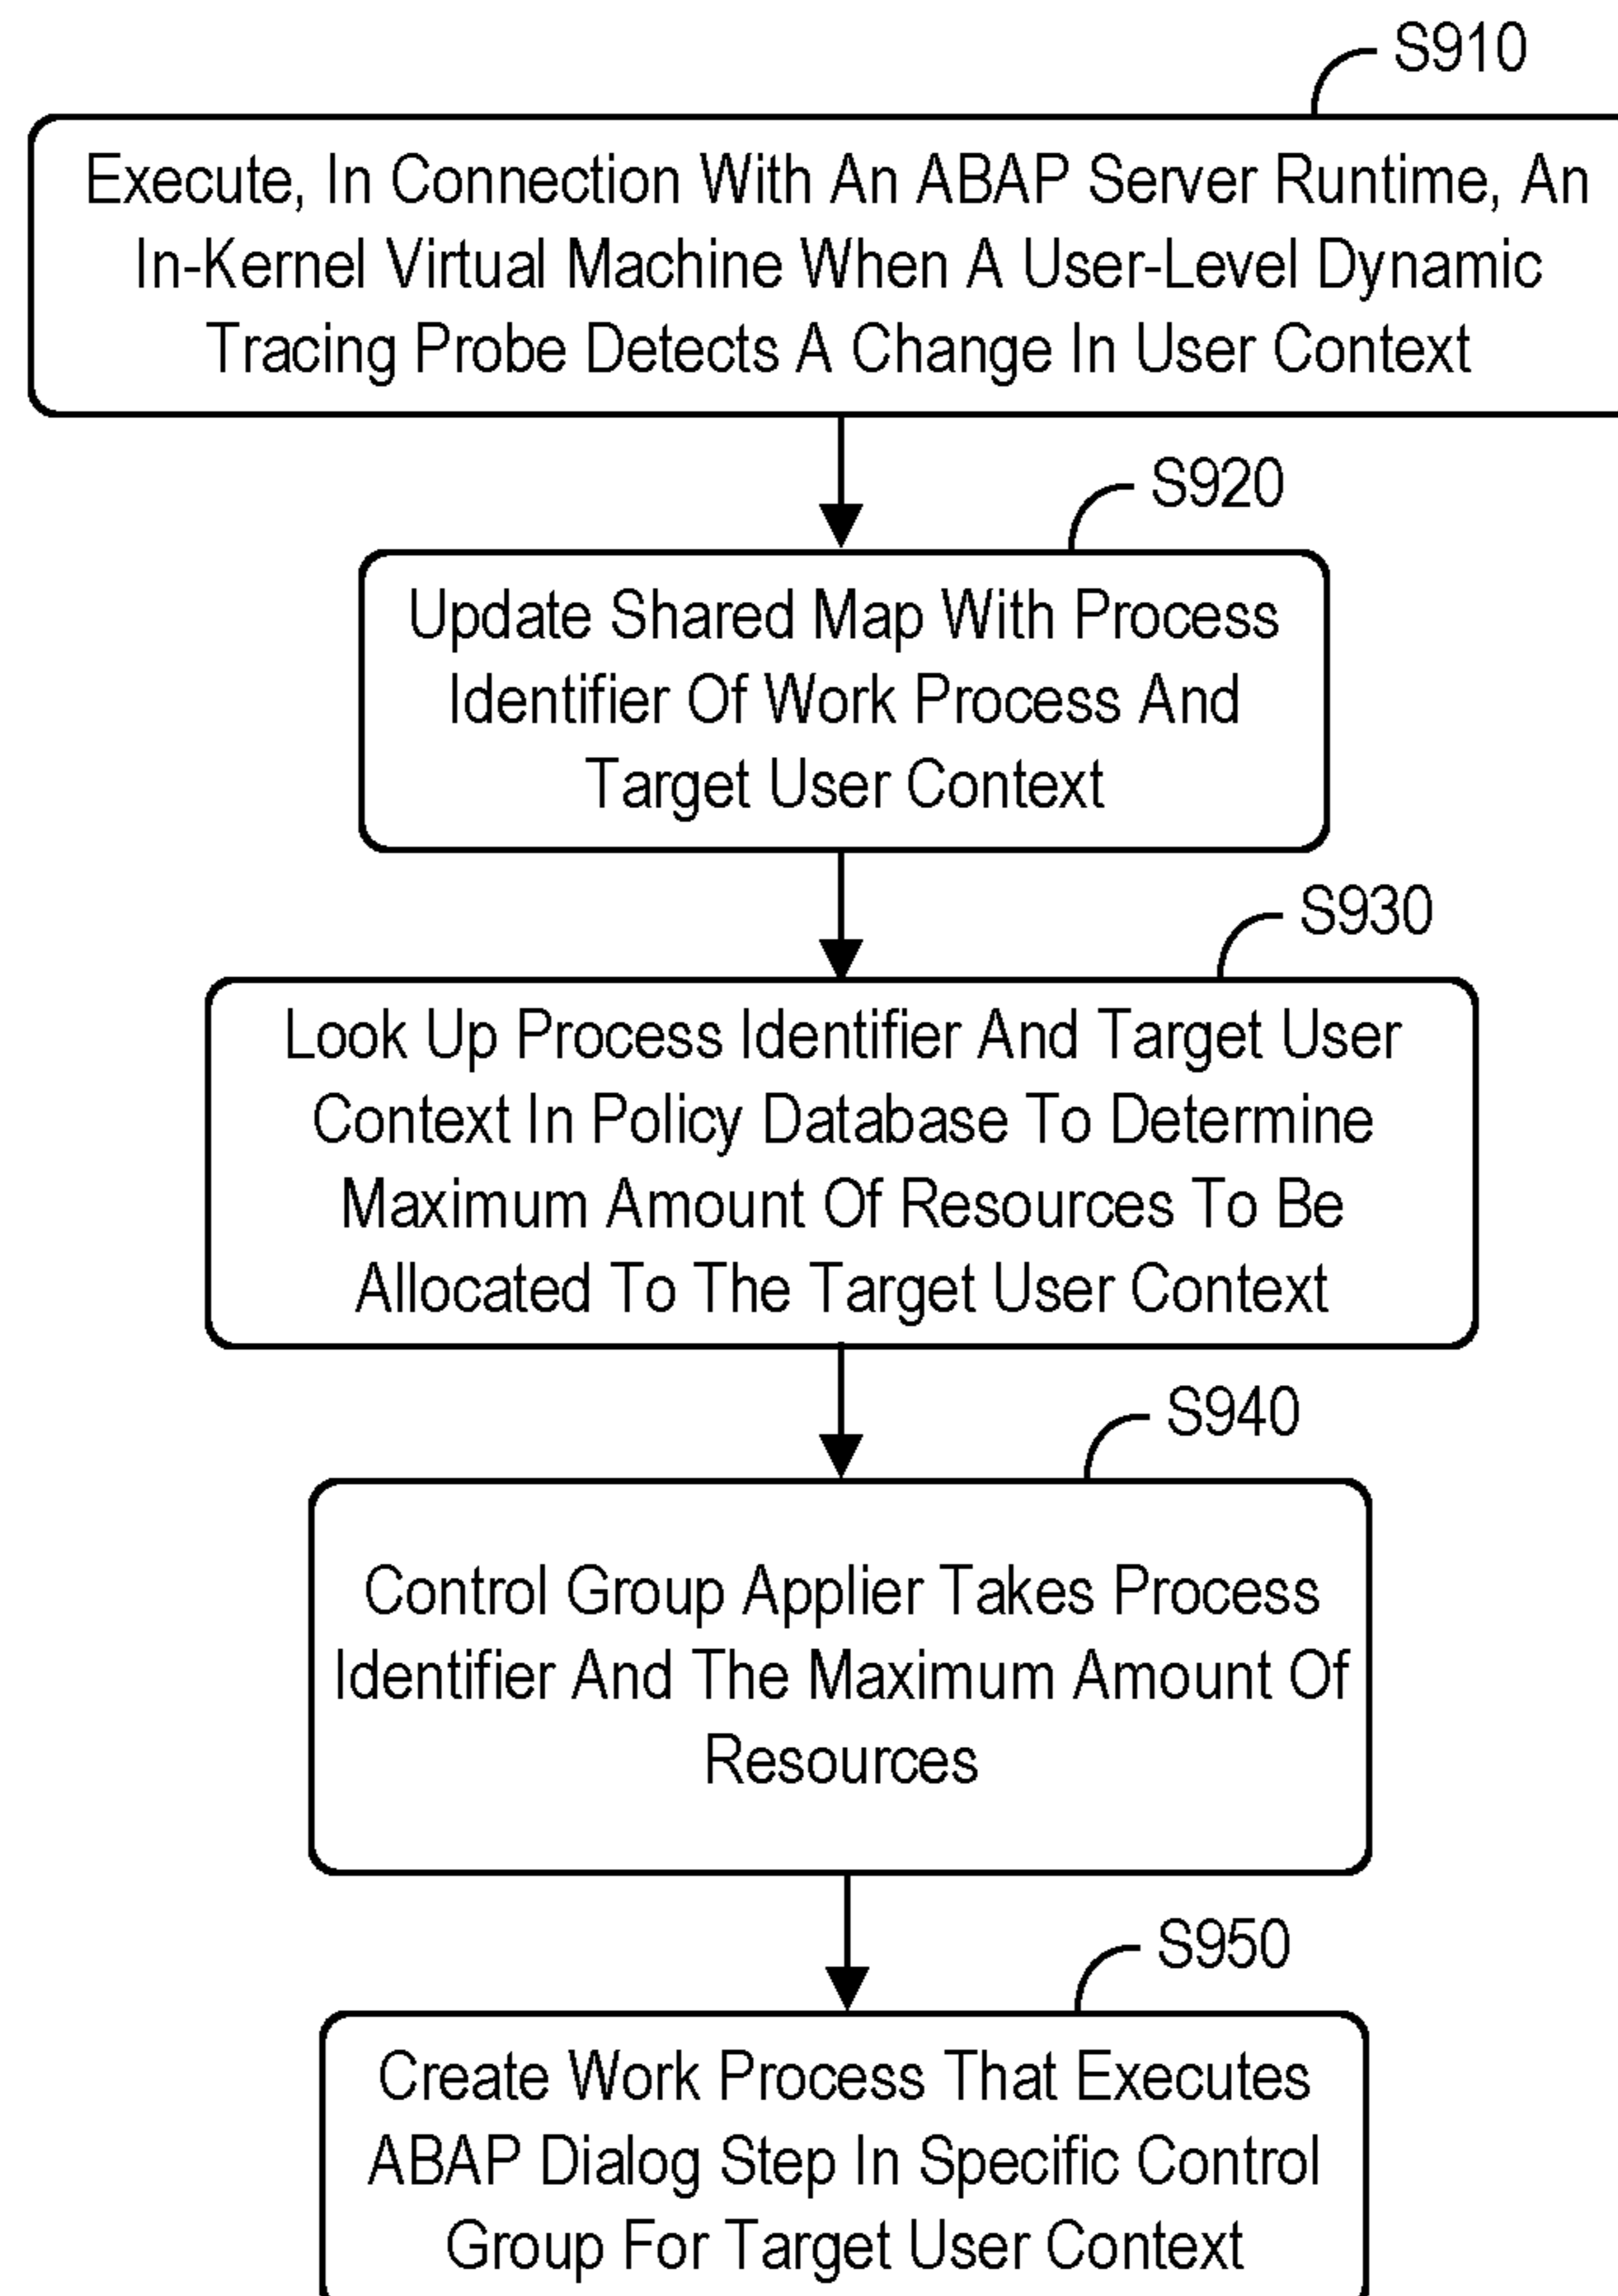 S910
Execute, In Connection With An ABAP Server Runtime, An
In-Kernel Virtual Machine When A User-Level Dynamic
Tracing Probe Detects A Change In User Context
S920
Update Shared Map With Process
Identifier Of Work Process And
Target User Context
S930
Look Up Process Identifier And Target User
Context In Policy Database To Determine
Maximum Amount Of Resources To Be
Allocated To The Target User Context
S940
Control Group Applier Takes Process
Identifier And The Maximum Amount Of
Resources
S950
Create Work Process That Executes
ABAP Dialog Step In Specific Control
Group For Target User Context